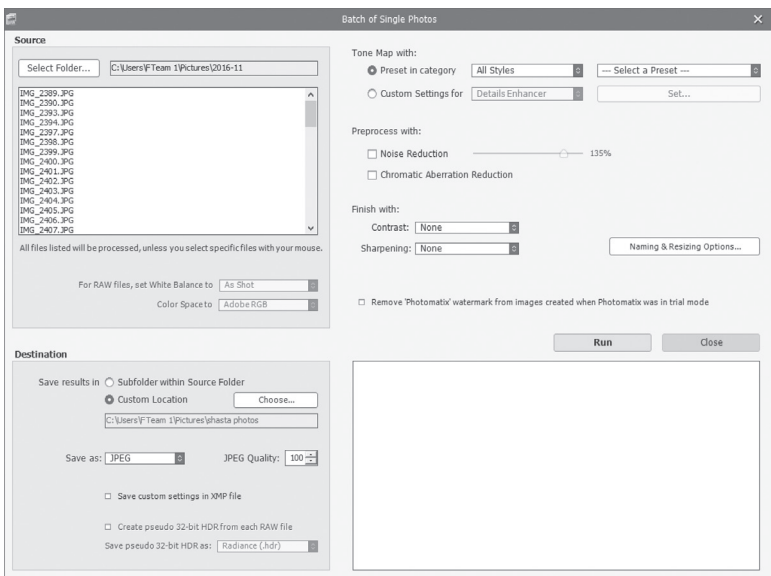 Batch of Single Photos
Source
Select Folder... C:\Users\FTeam 1\Pictures\2016-11
IMG_2389.JPG
IMG_2390.JPG
IMG_2393.JPG
IMG_2394.JPG
IMG_2397.JPG
IMG_2398.JPG
IMG_2399.JPG
IMG_2400.JPG
IMG_2401.JPG
IMG_2402.JPG
IMG_2403.JPG
IMG_2404.JPG
IMG_2405.JPG
IMG_2406.JPG
IMG_2407.JPG
All files listed will be processed, unless you select specific files with your mouse.
For RAW files, set White Balance to As Shot
Color Space to Adobe RGB
Destination
Save results in Subfolder within Source Folder
Custom Location Choose...
C:\Users\FTeam 1\Pictures\shasta photos
Save as: JPEG JPEG Quality: 100
Save custom settings in XMP file
Create pseudo 32-bit HDR from each RAW file
Save pseudo 32-bit HDR as: Radiance (.hdr)
Tone Map with:
Preset in category All Styles --- Select a Preset ---
Custom Settings for Details Enhancer Set...
Preprocess with:
Noise Reduction 135%
Chromatic Aberration Reduction
Finish with:
Contrast: None
Sharpening: None Naming & Resizing Options...
Remove 'Photomatix' watermark from images created when Photomatix was in trial mode
Run Close